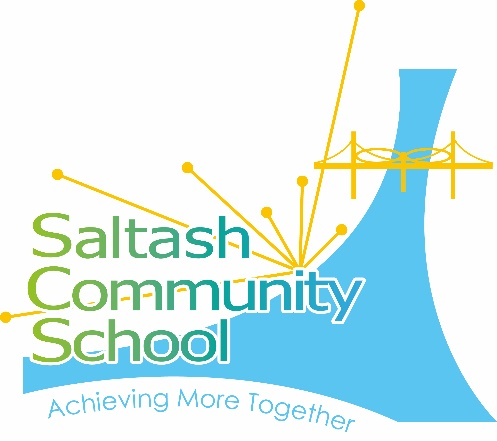 Saltash
Community
School
Achieving More Together